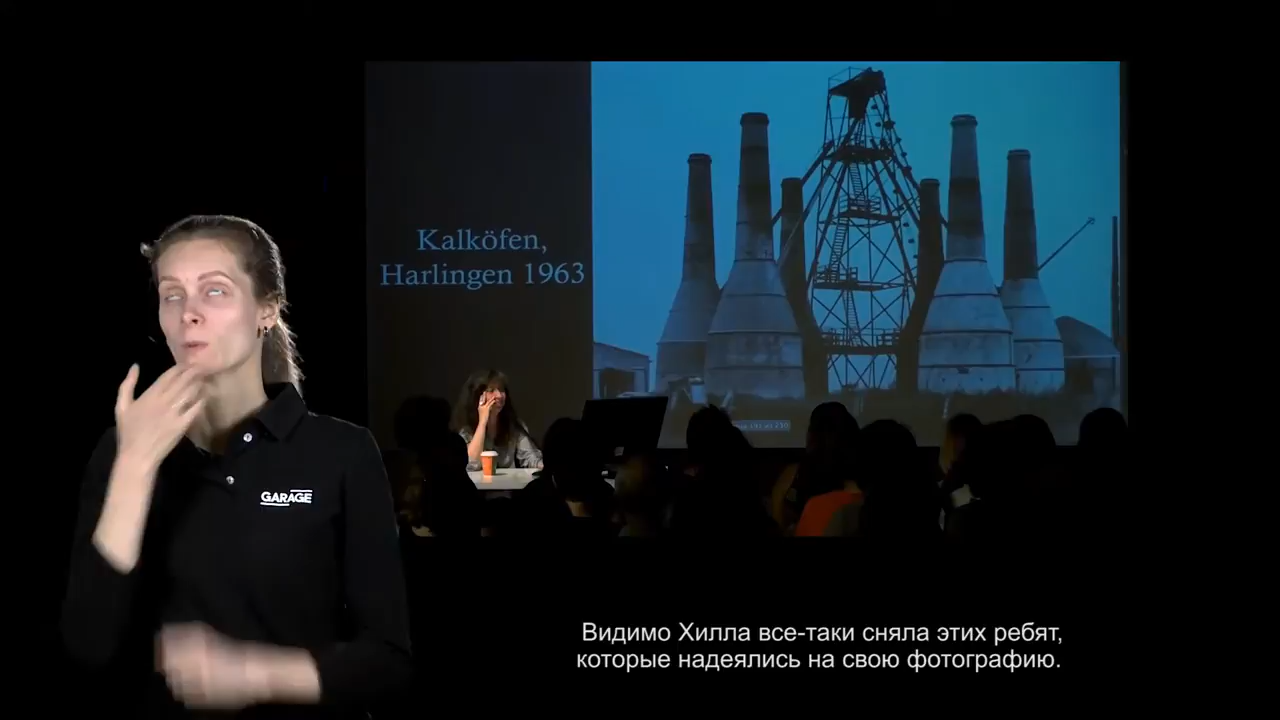 Kalköfen,
Harlingen 1963
GARAGE
Видимо Хилла все-таки сняла этих ребят,
которые надеялись на свою фотографию.